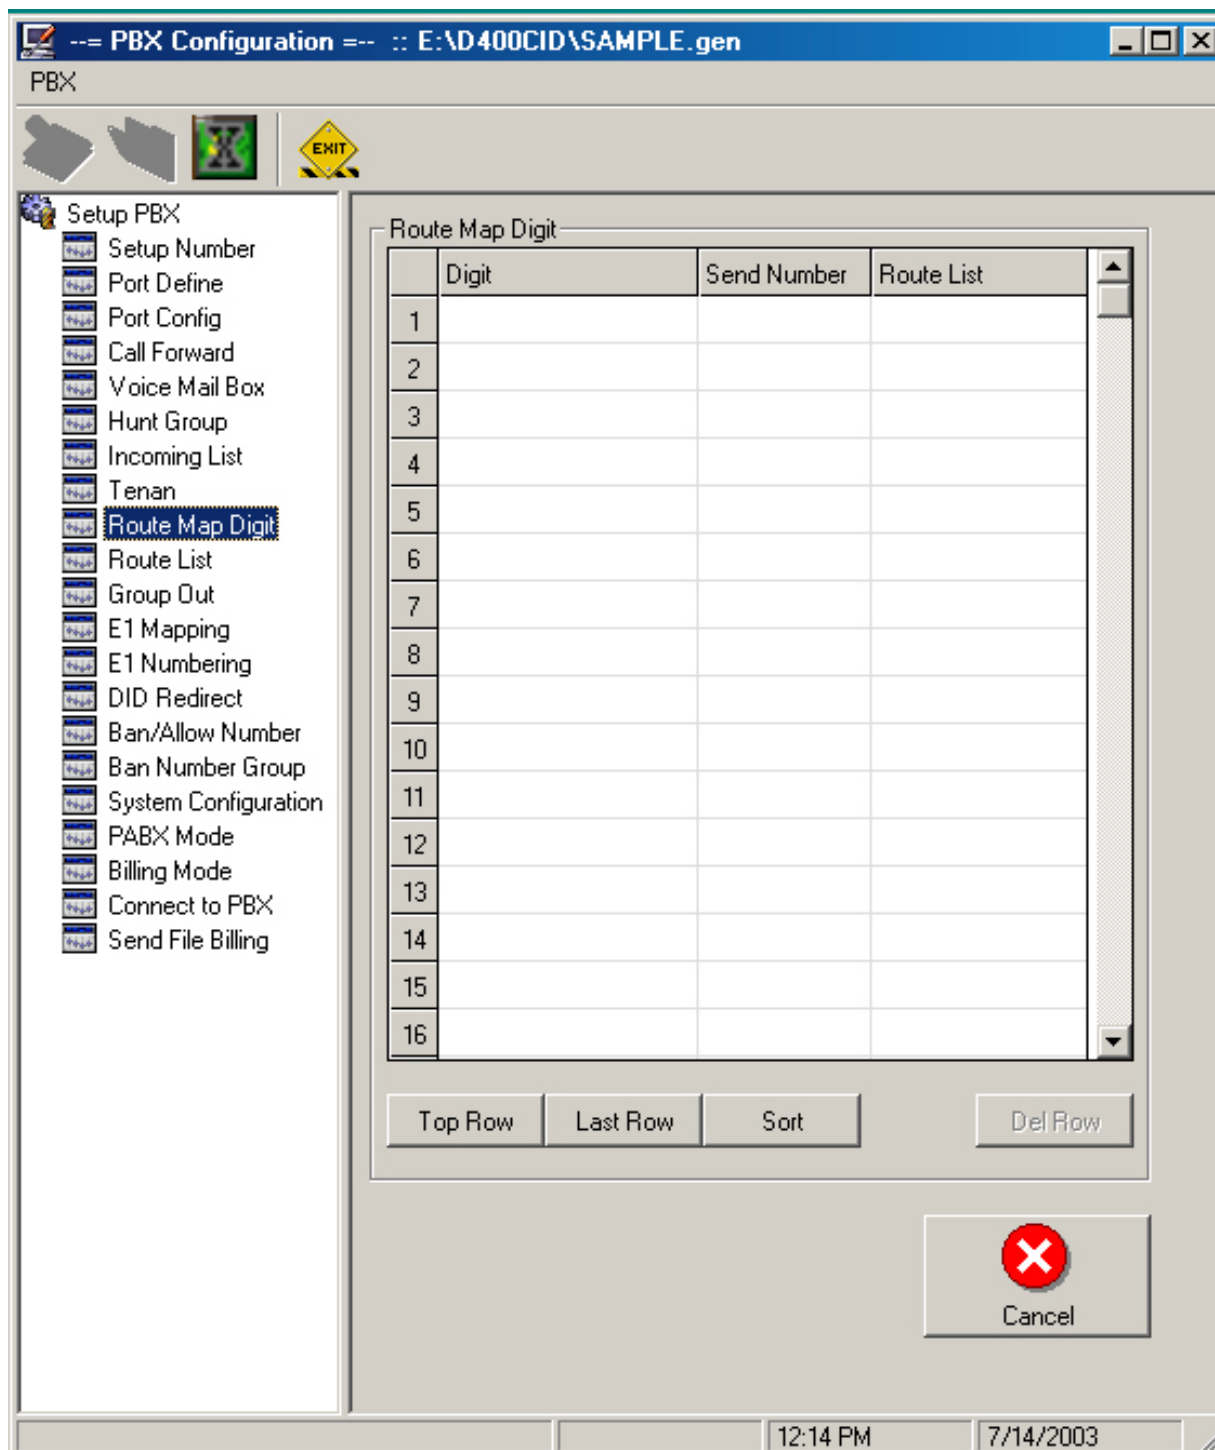 --= PBX Configuration =-- :: E:\D400CID\SAMPLE.gen
PBX
EXIT
Setup PBX
Setup Number
Port Define
Port Config
Call Forward
Voice Mail Box
Hunt Group
Incoming List
Tenan
Route Map Digit
Route List
Group Out
E1 Mapping
E1 Numbering
DID Redirect
Ban/Allow Number
Ban Number Group
System Configuration
PABX Mode
Billing Mode
Connect to PBX
Send File Billing
Route Map Digit
Digit Send Number Route List
1
2
3
4
5
6
7
8
9
10
11
12
13
14
15
16
Top Row Last Row Sort Del Row
Cancel
12:14 PM 7/14/2003